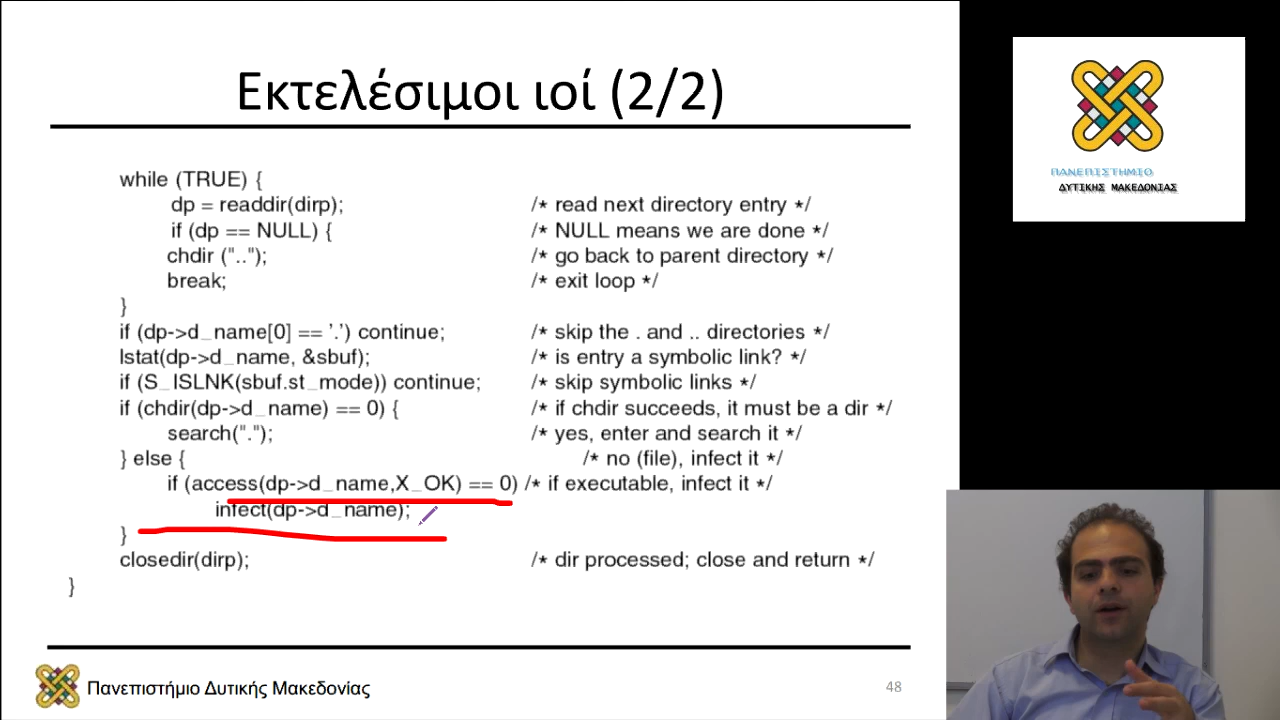 Εκτελέσιμοι ιοί (2/2)
while (TRUE) {
dp = readdir(dirp); /* read next directory entry */
if (dp == NULL) { /* NULL means we are done */
chdir (".."); /* go back to parent directory */
break; /* exit loop */
}
if (dp->d_name[0] == '.') continue; /* skip the . and .. directories */
lstat(dp->d_name, &sbuf); /* is entry a symbolic link? */
if (S_ISLNK(sbuf.st_mode)) continue; /* skip symbolic links */
if (chdir(dp->d_name) == 0) { /* if chdir succeeds, it must be a dir */
search("."); /* yes, enter and search it */
} else { /* no (file), infect it */
if (access(dp->d_name,X_OK) == 0) /* if executable, infect it */
infect(dp->d_name);
}
closedir(dirp); /* dir processed; close and return */
}
Πανεπιστήμιο Δυτικής Μακεδονίας
48
ΠΑΝΕΠΙΣΤΗΜΙΟ
ΔΥΤΙΚΗΣ ΜΑΚΕΔΟΝΙΑΣ